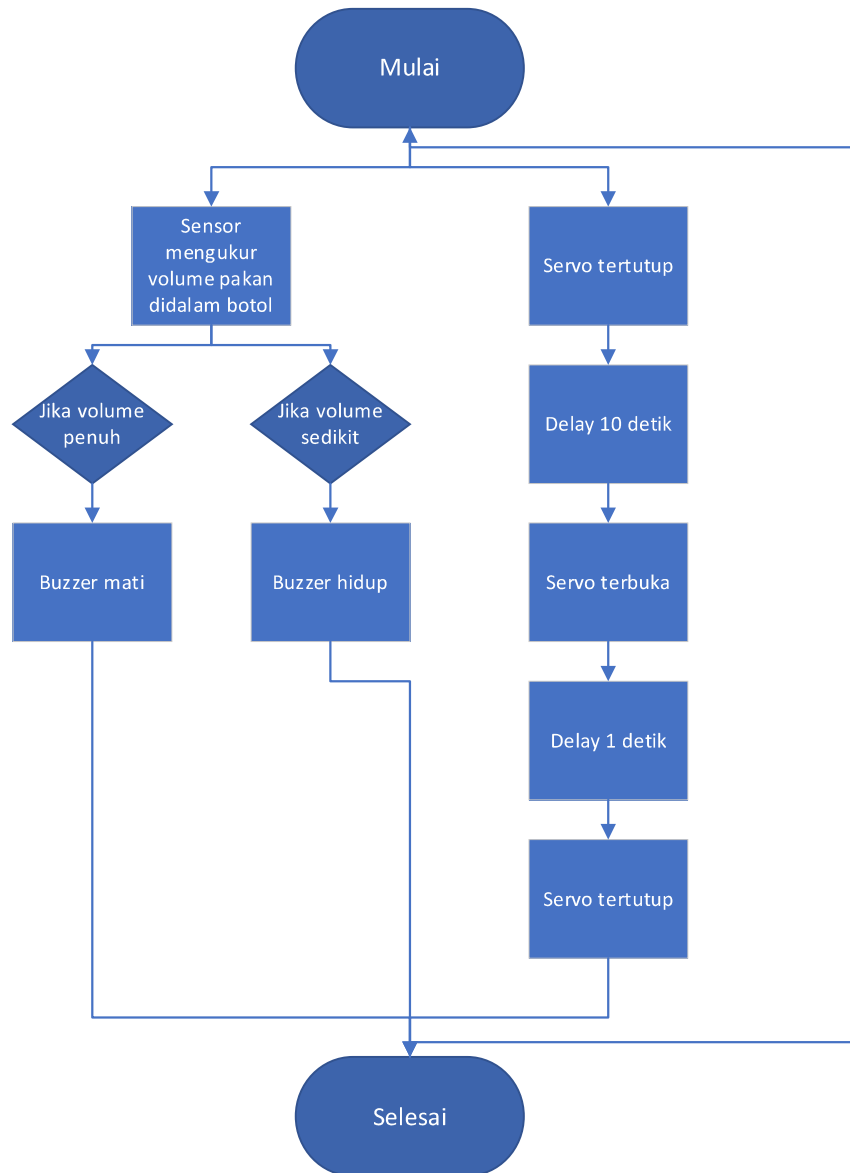 Mulai
Sensor
mengukur
volume pakan
didalam botol
Servo tertutup
Jika volume
penuh
Jika volume
sedikit
Delay 10 detik
Buzzer mati
Buzzer hidup
Servo terbuka
Delay 1 detik
Servo tertutup
Selesai